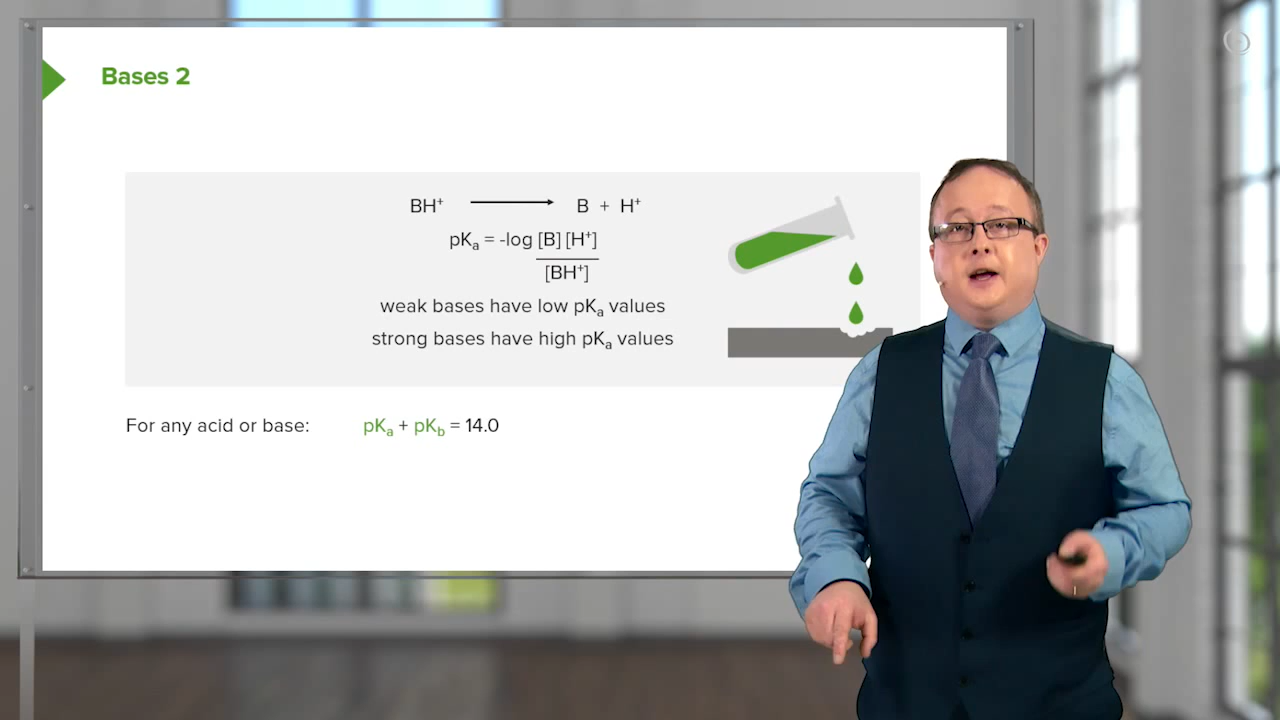 Bases 2
BH⁺ ⟶ B + H⁺
pKₐ = -log [B] [H⁺]
[BH⁺]
weak bases have low pKₐ values
strong bases have high pKₐ values
For any acid or base: pKₐ + pK_b = 14.0